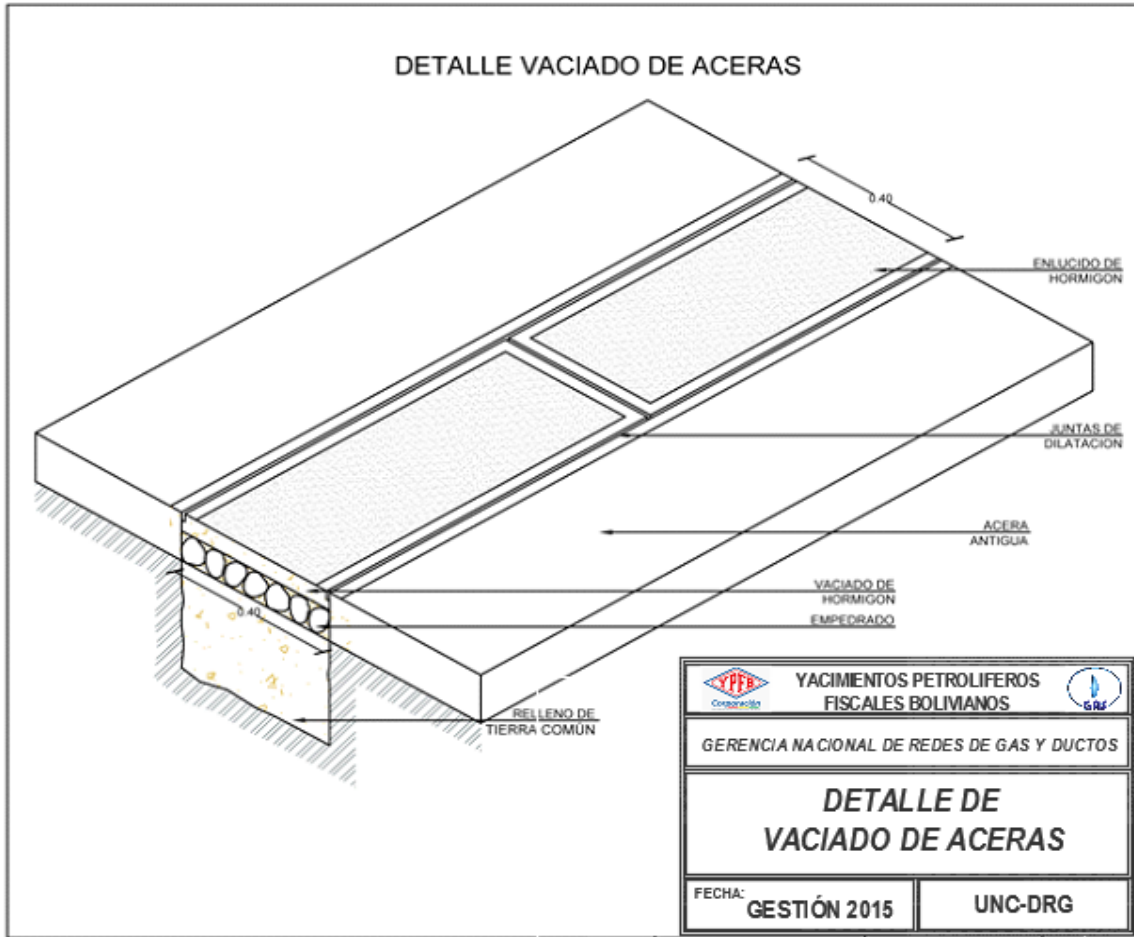 DETALLE VACIADO DE ACERAS
0.40
ENLUCIDO DE
HORMIGON
JUNTAS DE
DILATACION
ACERA
ANTIGUA
VACIADO DE
HORMIGON
EMPEDRADO
0.40
RELLENO DE
TIERRA COMÚN
YPFB
Corporación
YACIMIENTOS PETROLIFEROS
FISCALES BOLIVIANOS
GAS
GERENCIA NACIONAL DE REDES DE GAS Y DUCTOS
DETALLE DE
VACIADO DE ACERAS
FECHA:
GESTIÓN 2015
UNC-DRG